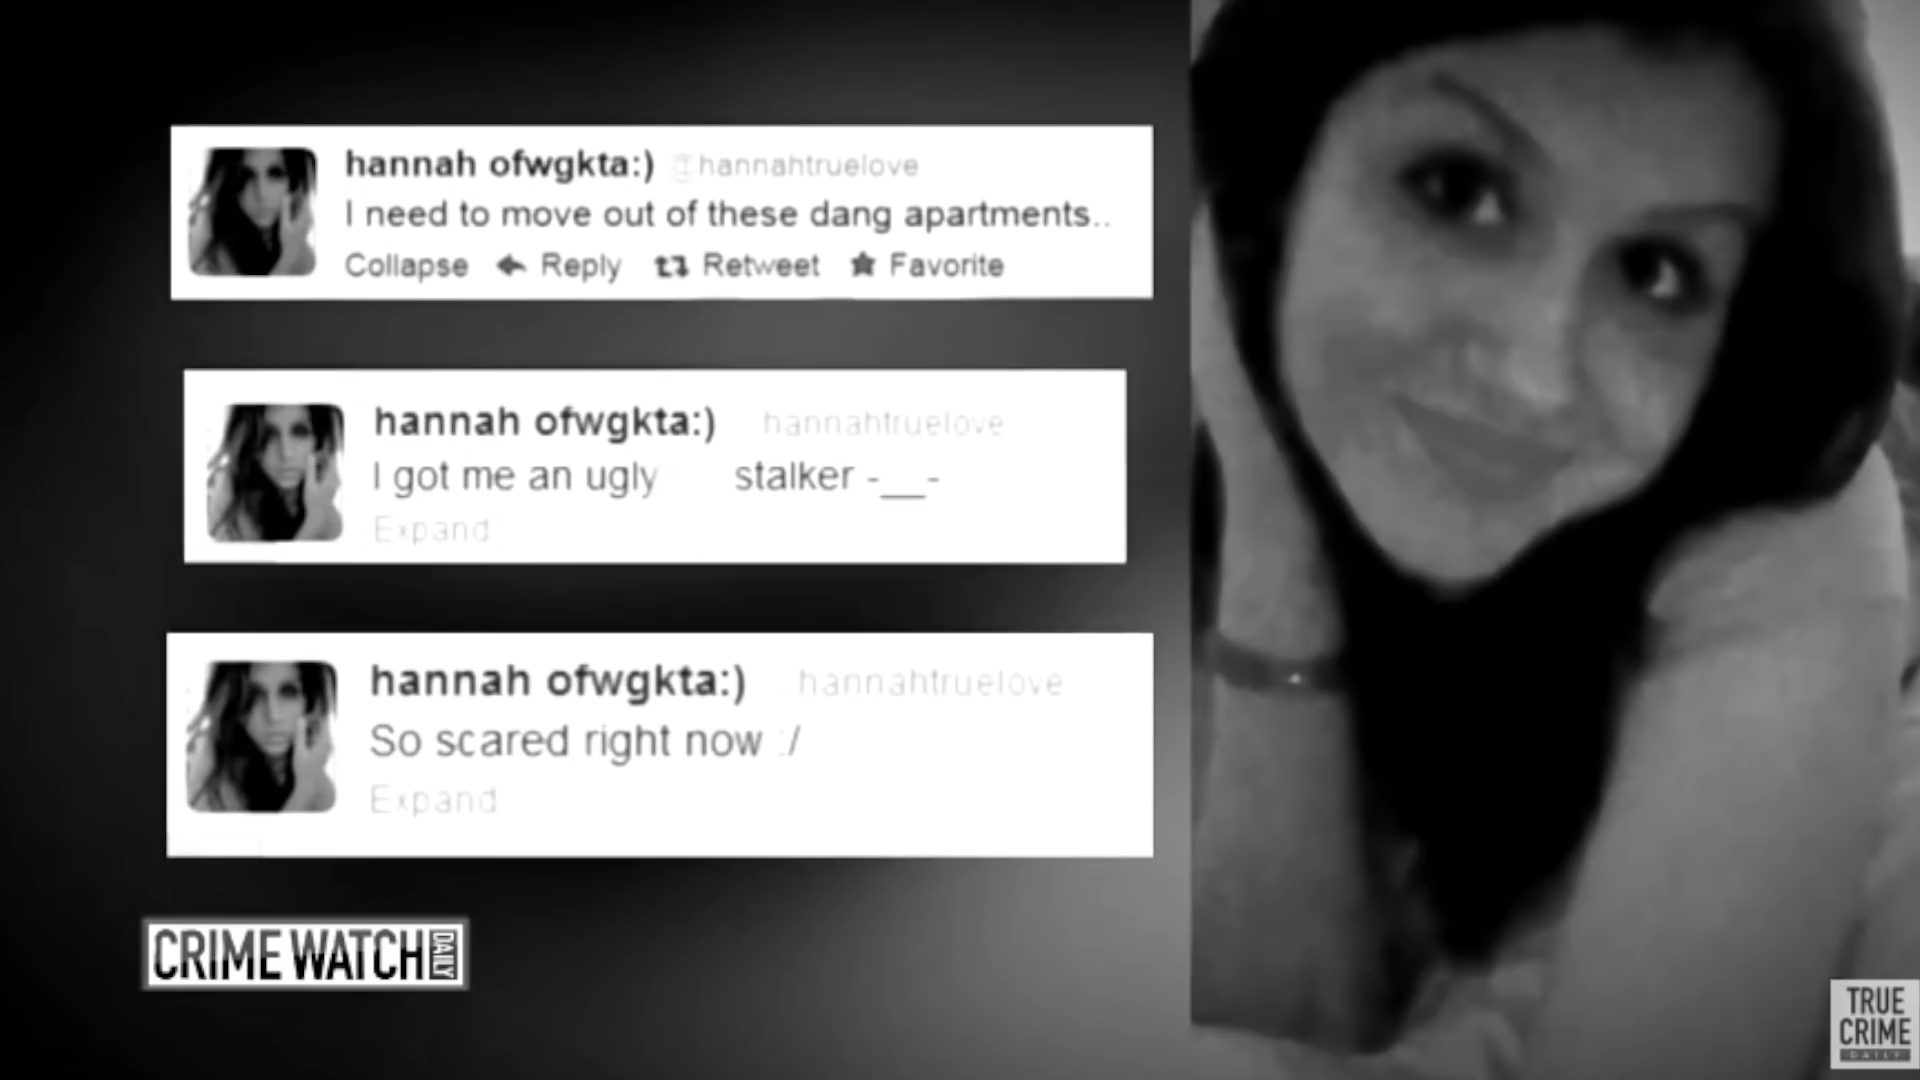 hannah ofwgkta:) @hannahtruelove
I need to move out of these dang apartments..
Collapse Reply Retweet Favorite
hannah ofwgkta:) hannahtruelove
I got me an ugly stalker -__-
Expand
hannah ofwgkta:) hannahtruelove
So scared right now :/
Expand
CRIME WATCH DAILY
TRUE
CRIME
DAILY